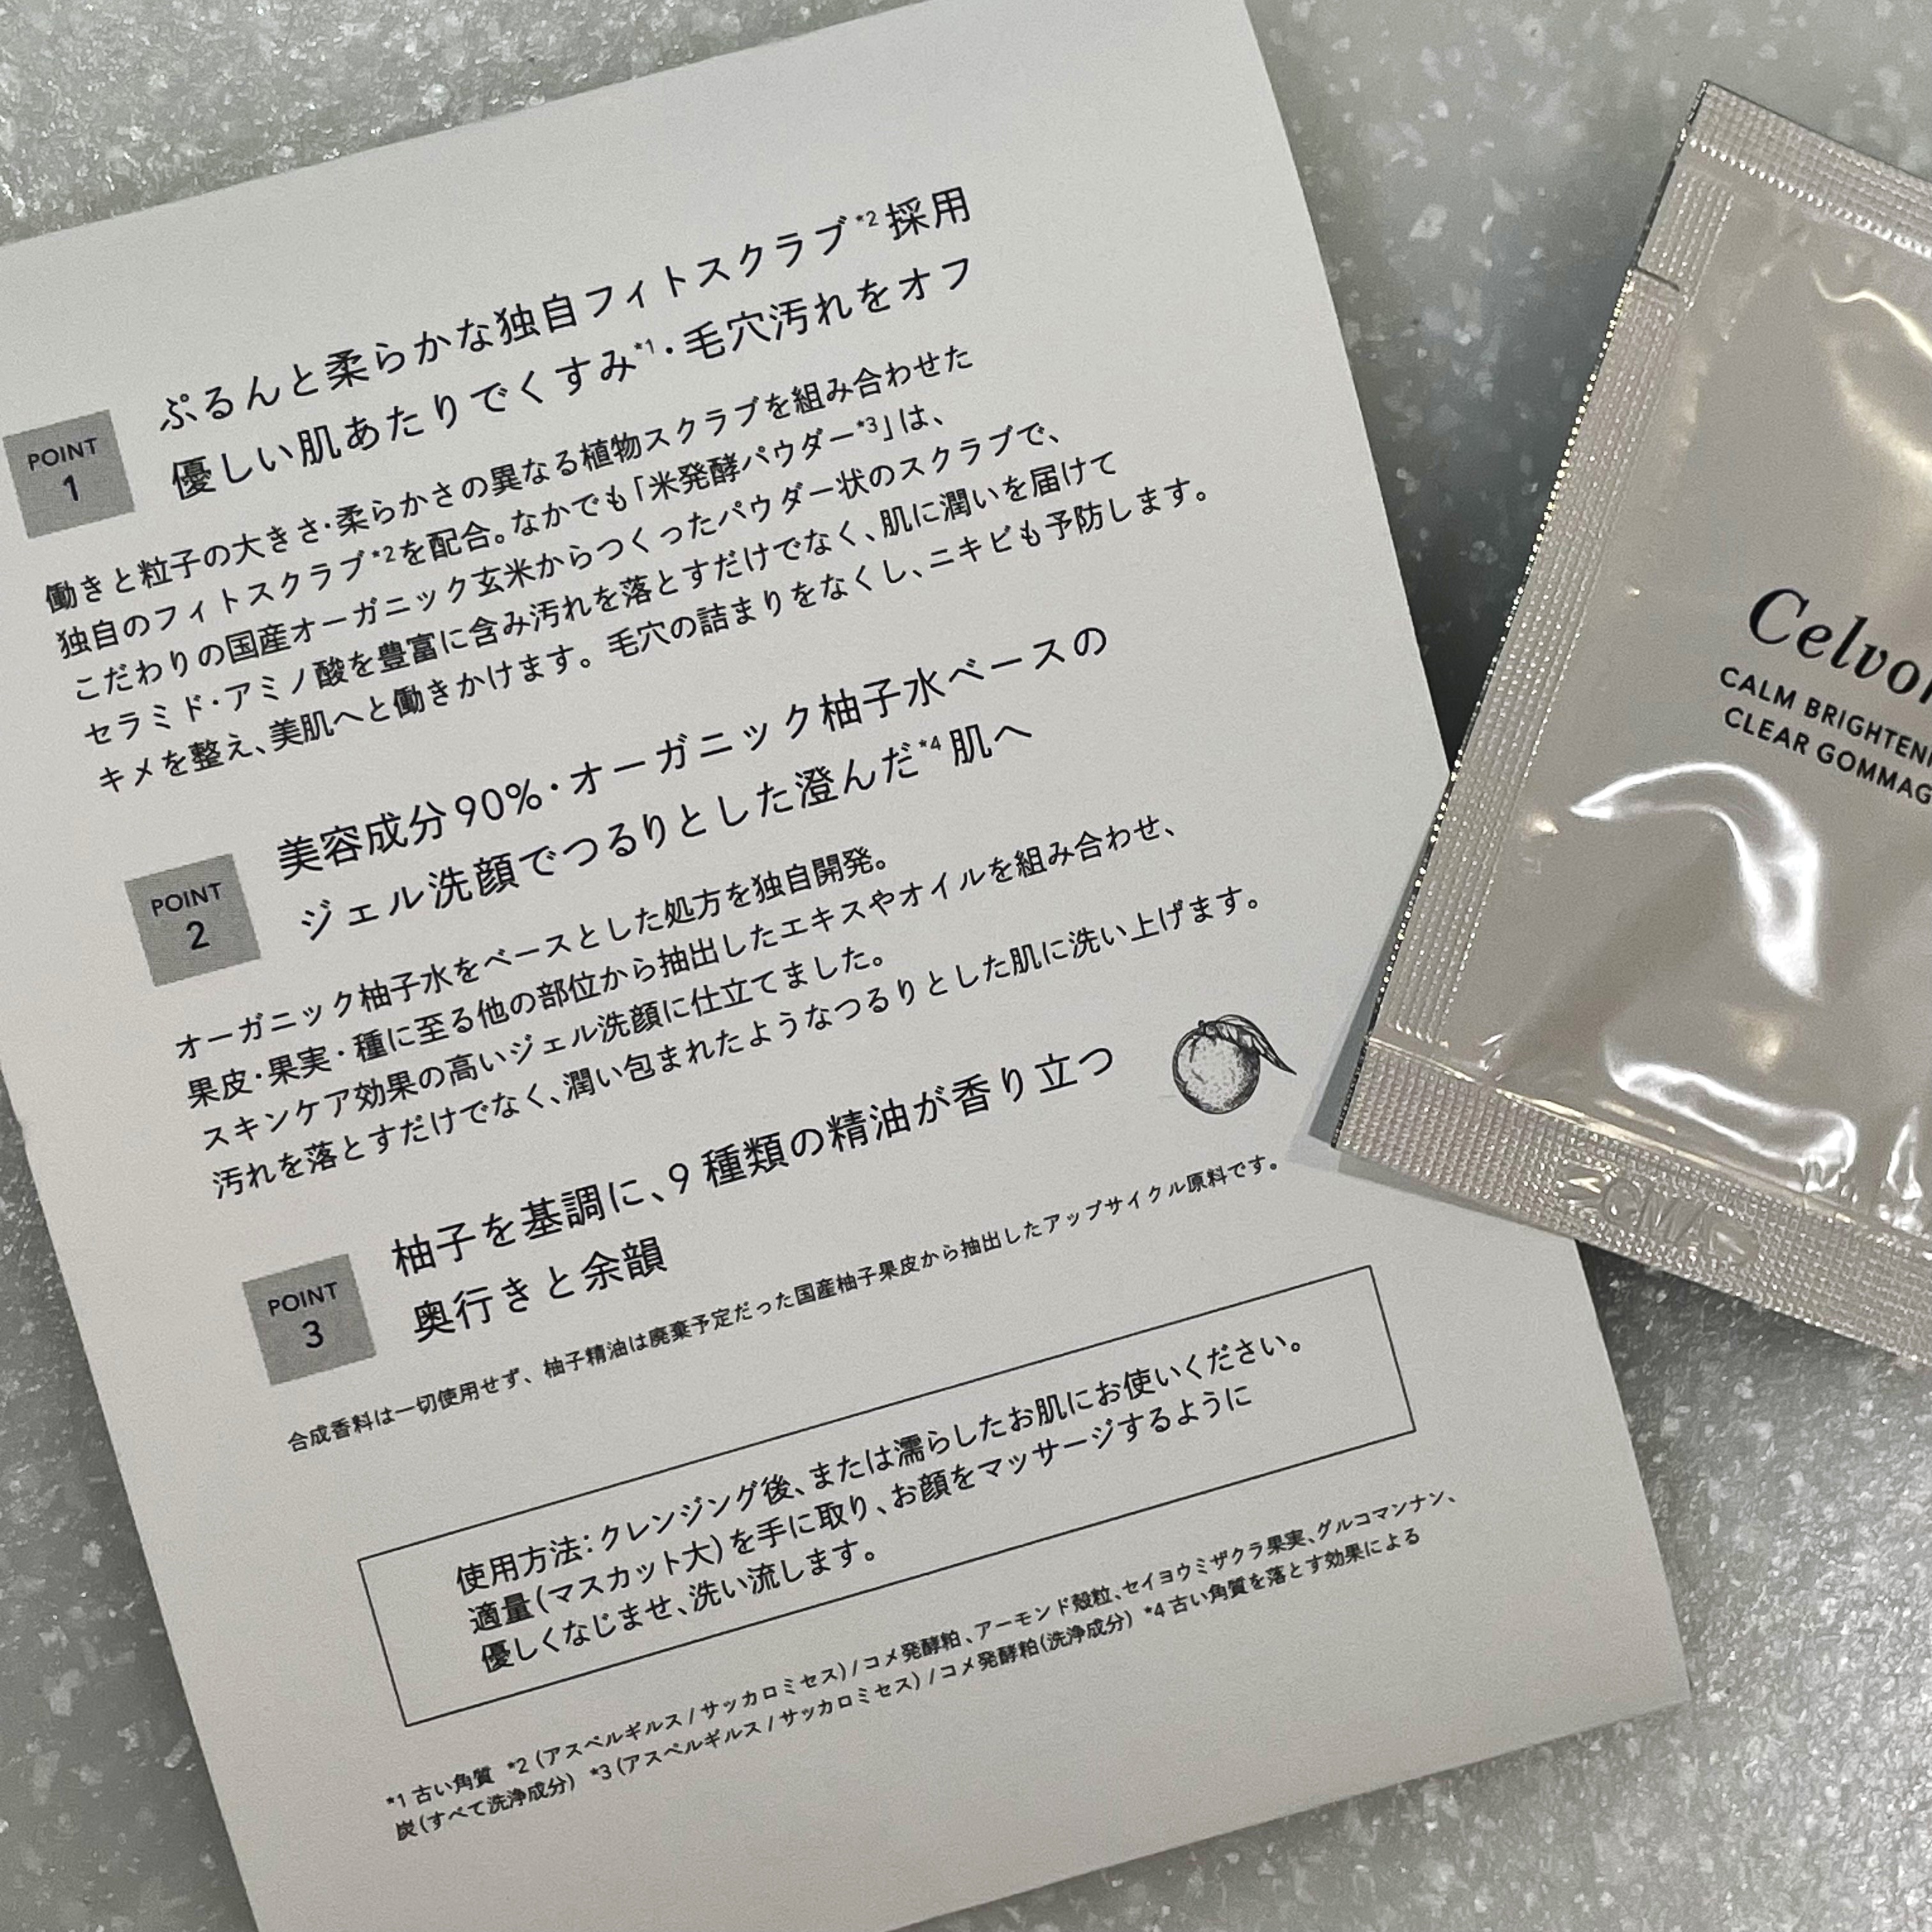 POINT
1
ぷるんと柔らかな独自フィトスクラブ*2採用
優しい肌あたりでくすみ*1・毛穴汚れをオフ
働きと粒子の大きさ・柔らかさの異なる植物スクラブを組み合わせた
独自のフィトスクラブ*2を配合。なかでも「米発酵パウダー*3」は、
こだわりの国産オーガニック玄米からつくったパウダー状のスクラブで、
セラミド・アミノ酸を豊富に含み汚れを落とすだけでなく、肌に潤いを届けて
キメを整え、美肌へと働きかけます。毛穴の詰まりをなくし、ニキビも予防します。
POINT
2
美容成分90%・オーガニック柚子水ベースの
ジェル洗顔でつるりとした澄んだ*4肌へ
オーガニック柚子水をベースとした処方を独自開発。
果皮・果実・種に至る他の部位から抽出したエキスやオイルを組み合わせ、
スキンケア効果の高いジェル洗顔に仕立てました。
汚れを落とすだけでなく、潤い包まれたようなつるりとした肌に洗い上げます。
POINT
3
柚子を基調に、9種類の精油が香り立つ
奥行きと余韻
合成香料は一切使用せず、柚子精油は廃棄予定だった国産柚子果皮から抽出したアップサイクル原料です。
使用方法：クレンジング後、または濡らしたお肌にお使いください。
適量（マスカット大）を手に取り、お顔をマッサージするように
優しくなじませ、洗い流します。
*1 古い角質 *2（アスペルギルス/サッカロミセス）/コメ発酵粕、アーモンド殻粒、セイヨウミザクラ果実、グルコマンナン、
炭（すべて洗浄成分） *3（アスペルギルス/サッカロミセス）/コメ発酵粕（洗浄成分） *4 古い角質を落とす効果による
CALM
CLEAR